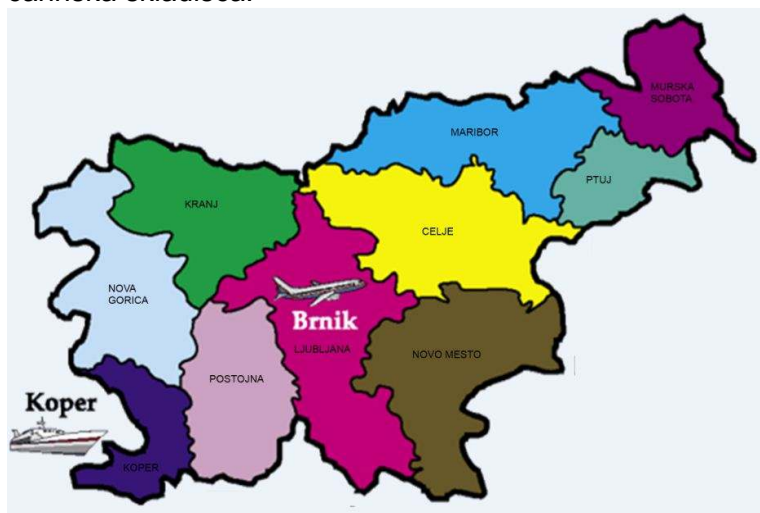 MURSKA
SOBOTA
MARIBOR
PTUJ
KRANJ
CELJE
NOVA
GORICA
Brnik
LJUBLJANA
NOVO MESTO
POSTOJNA
Koper
KOPER